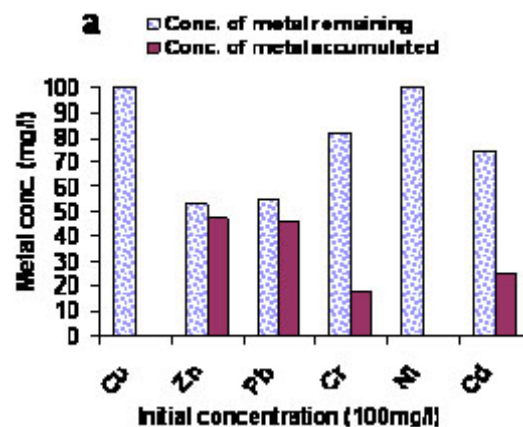 a
Conc. of metal remaining
Conc. of metal accumulated
Metal conc. (mg/l)
100
90
80
70
60
50
40
30
20
10
0
Cu
Zn
Pb
Cr
Ni
Cd
Initial concentration (100mg/l)